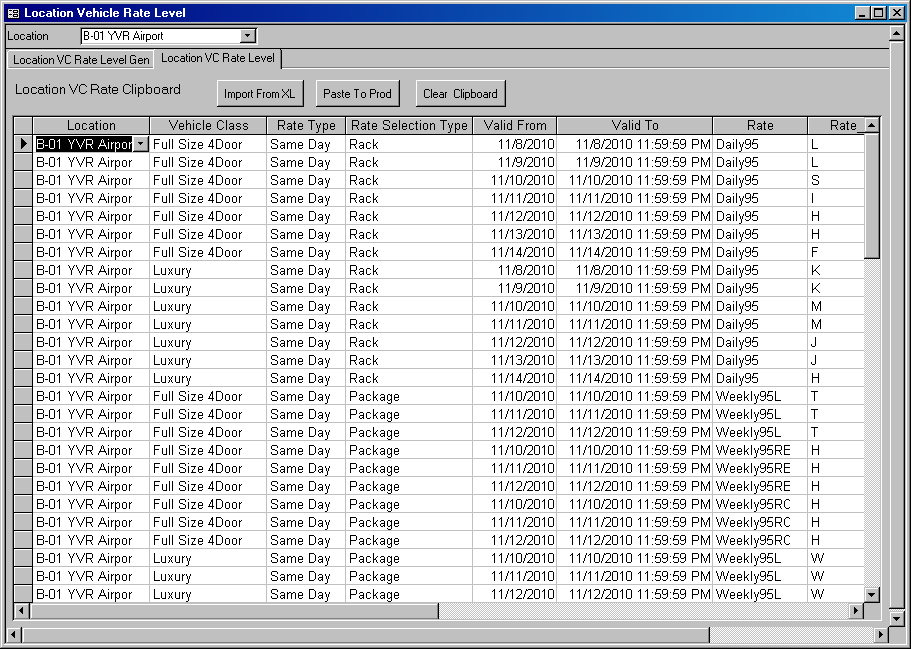 Location Vehicle Rate Level
Location B-01 YVR Airport
Location VC Rate Level Gen Location VC Rate Level
Location VC Rate Clipboard Import From XL Paste To Prod Clear Clipboard
Location Vehicle Class Rate Type Rate Selection Type Valid From Valid To Rate Rate_
B-01 YVR Airpor Full Size 4Door Same Day Rack 11/8/2010 11/8/2010 11:59:59 PM Daily95 L
B-01 YVR Airpor Full Size 4Door Same Day Rack 11/9/2010 11/9/2010 11:59:59 PM Daily95 L
B-01 YVR Airpor Full Size 4Door Same Day Rack 11/10/2010 11/10/2010 11:59:59 PM Daily95 S
B-01 YVR Airpor Full Size 4Door Same Day Rack 11/11/2010 11/11/2010 11:59:59 PM Daily95 I
B-01 YVR Airpor Full Size 4Door Same Day Rack 11/12/2010 11/12/2010 11:59:59 PM Daily95 H
B-01 YVR Airpor Full Size 4Door Same Day Rack 11/13/2010 11/13/2010 11:59:59 PM Daily95 H
B-01 YVR Airpor Full Size 4Door Same Day Rack 11/14/2010 11/14/2010 11:59:59 PM Daily95 F
B-01 YVR Airpor Luxury Same Day Rack 11/8/2010 11/8/2010 11:59:59 PM Daily95 K
B-01 YVR Airpor Luxury Same Day Rack 11/9/2010 11/9/2010 11:59:59 PM Daily95 K
B-01 YVR Airpor Luxury Same Day Rack 11/10/2010 11/10/2010 11:59:59 PM Daily95 M
B-01 YVR Airpor Luxury Same Day Rack 11/11/2010 11/11/2010 11:59:59 PM Daily95 M
B-01 YVR Airpor Luxury Same Day Rack 11/12/2010 11/12/2010 11:59:59 PM Daily95 J
B-01 YVR Airpor Luxury Same Day Rack 11/13/2010 11/13/2010 11:59:59 PM Daily95 J
B-01 YVR Airpor Luxury Same Day Rack 11/14/2010 11/14/2010 11:59:59 PM Daily95 H
B-01 YVR Airpor Full Size 4Door Same Day Package 11/10/2010 11/10/2010 11:59:59 PM Weekly95L T
B-01 YVR Airpor Full Size 4Door Same Day Package 11/11/2010 11/11/2010 11:59:59 PM Weekly95L T
B-01 YVR Airpor Full Size 4Door Same Day Package 11/12/2010 11/12/2010 11:59:59 PM Weekly95L T
B-01 YVR Airpor Full Size 4Door Same Day Package 11/10/2010 11/10/2010 11:59:59 PM Weekly95RE H
B-01 YVR Airpor Full Size 4Door Same Day Package 11/11/2010 11/11/2010 11:59:59 PM Weekly95RE H
B-01 YVR Airpor Full Size 4Door Same Day Package 11/12/2010 11/12/2010 11:59:59 PM Weekly95RE H
B-01 YVR Airpor Full Size 4Door Same Day Package 11/10/2010 11/10/2010 11:59:59 PM Weekly95RC H
B-01 YVR Airpor Full Size 4Door Same Day Package 11/11/2010 11/11/2010 11:59:59 PM Weekly95RC H
B-01 YVR Airpor Full Size 4Door Same Day Package 11/12/2010 11/12/2010 11:59:59 PM Weekly95RC H
B-01 YVR Airpor Luxury Same Day Package 11/10/2010 11/10/2010 11:59:59 PM Weekly95L W
B-01 YVR Airpor Luxury Same Day Package 11/11/2010 11/11/2010 11:59:59 PM Weekly95L W
B-01 YVR Airpor Luxury Same Day Package 11/12/2010 11/12/2010 11:59:59 PM Weekly95L W